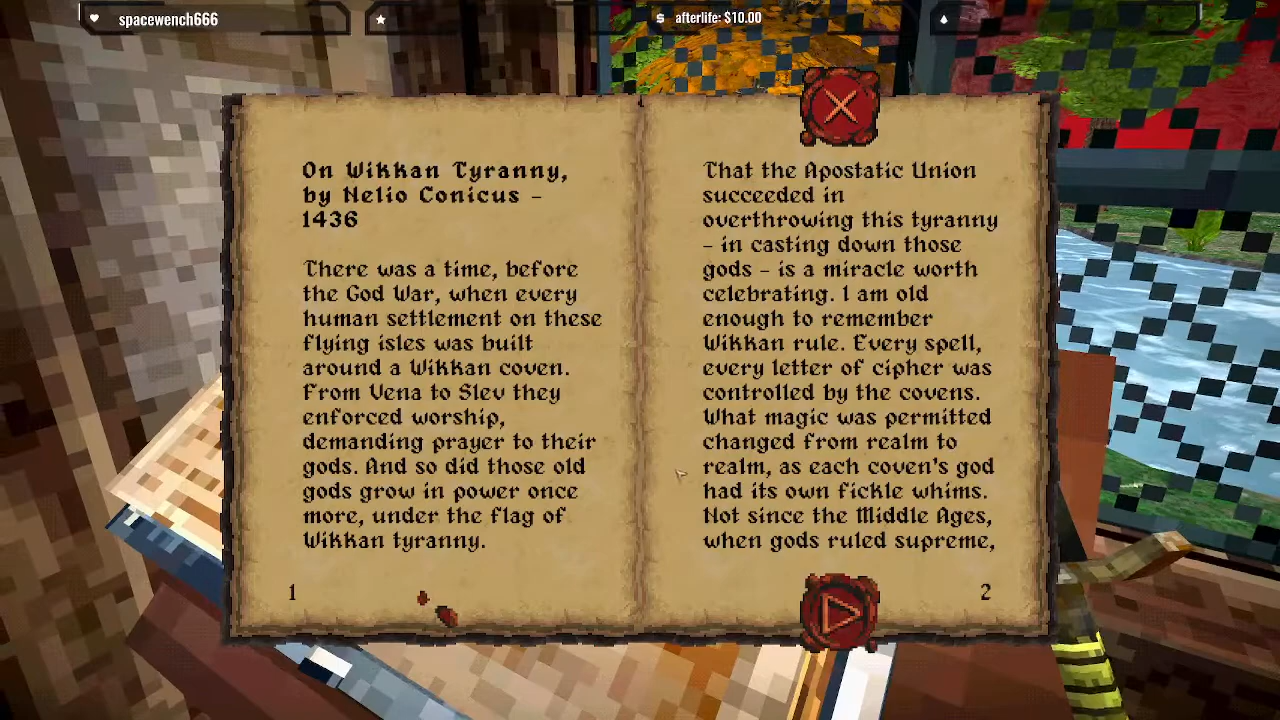 spacewench666
afterlife: $10.00
On Wikkan Tyranny,
by Nelio Conicus -
1436
There was a time, before
the God War, when every
human settlement on these
flying isles was built
around a Wikkan coven.
From Vena to Slev they
enforced worship,
demanding prayer to their
gods. And so did those old
gods grow in power once
more, under the flag of
Wikkan tyranny.
1
That the Apostatic Union
succeeded in
overthrowing this tyranny
- in casting down those
gods - is a miracle worth
celebrating. I am old
enough to remember
Wikkan rule. Every spell,
every letter of cipher was
controlled by the covens.
What magic was permitted
changed from realm to
realm, as each coven's god
had its own fickle whims.
Not since the Middle Ages,
when gods ruled supreme,
2